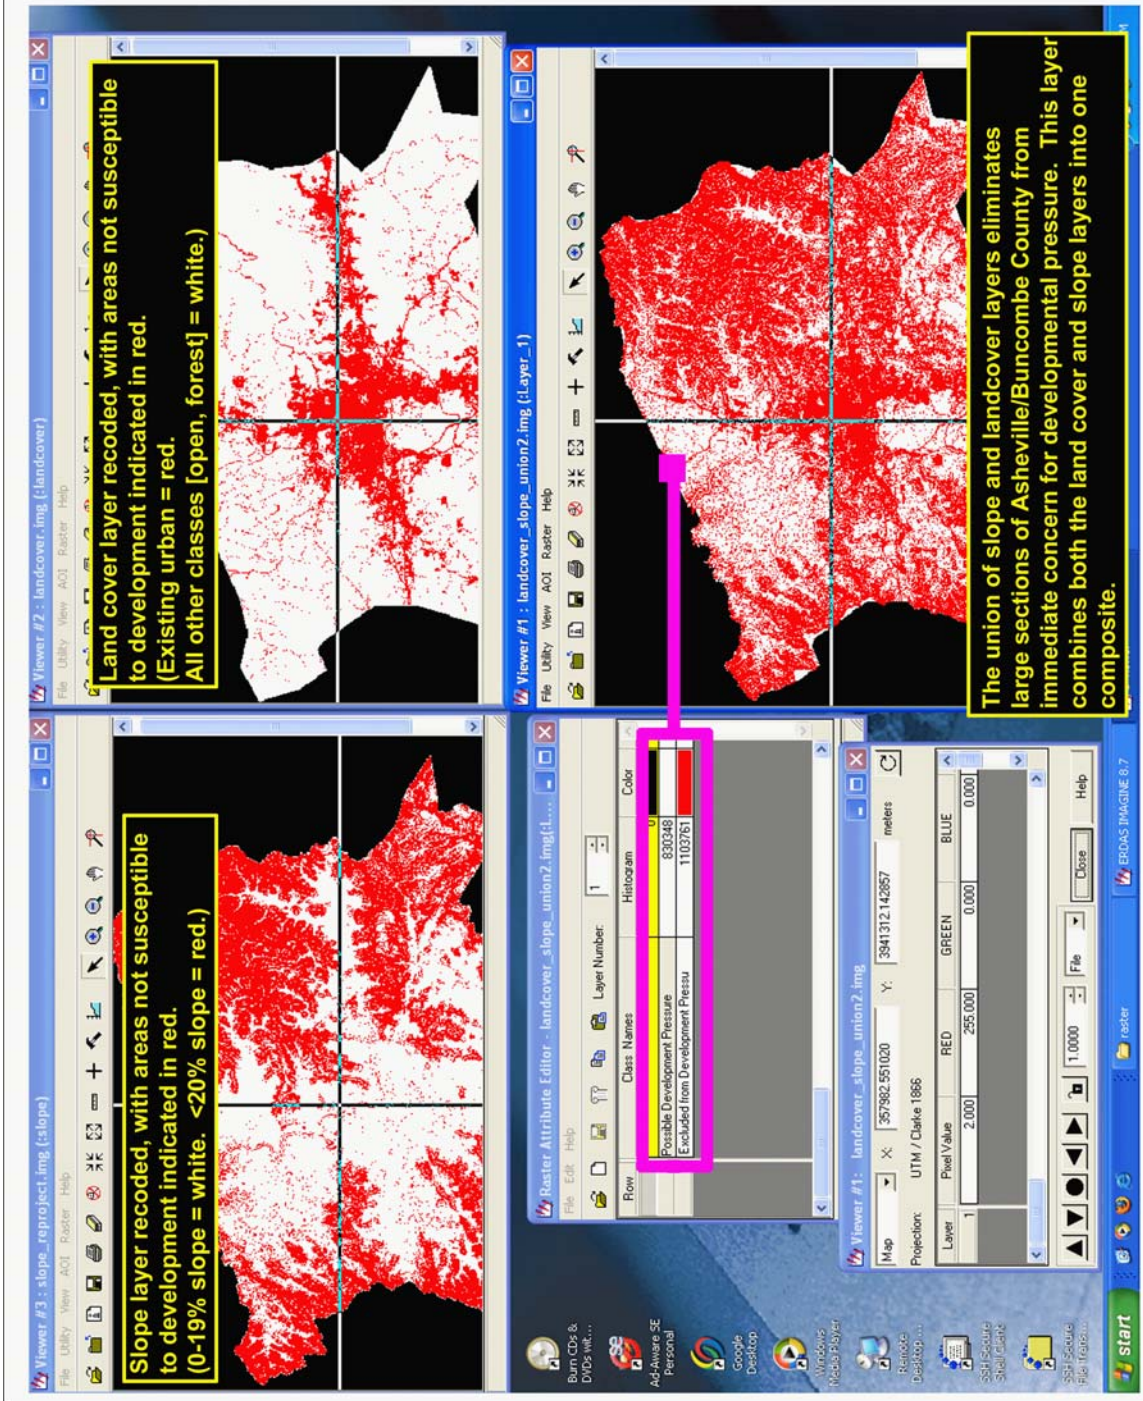 Viewer #3 : slope_reproject.img (:slope)
File Utility View AOI Raster Help
Slope layer recoded, with areas not susceptible
to development indicated in red.
(0-19% slope = white.  <20% slope = red.)
Viewer #2 : landcover.img (:landcover)
File Utility View AOI Raster Help
Land cover layer recoded, with areas not susceptible
to development indicated in red.
(Existing urban = red.
All other classes [open, forest] = white.)
Burn CDs &
DVDs wit...
Ad-Aware SE
Personal
Google
Desktop
Windows
Media Player
Remote
Desktop ...
SSH Secure
Shell Client
SSH Secure
File Trans...
Raster Attribute Editor - landcover_slope_union2.img(:L...
File Edit Help
Layer Number: 1
Row Class Names Histogram Color
0
Possible Development Pressure 830348
Excluded from Development Pressu 1103761
Viewer #1: landcover_slope_union2.img
Map X: 357982.551020 Y: 3941312.142857 meters
Projection: UTM / Clarke 1866
Layer Pixel Value RED GREEN BLUE
1 2.000 255.000 0.000 0.000
1.0000 File Close Help
Viewer #1 : landcover_slope_union2.img (:Layer_1)
File Utility View AOI Raster Help
The union of slope and landcover layers eliminates
large sections of Asheville/Buncombe County from
immediate concern for developmental pressure.  This layer
combines both the land cover and slope layers into one
composite.
start
raster
ERDAS IMAGINE 8.7